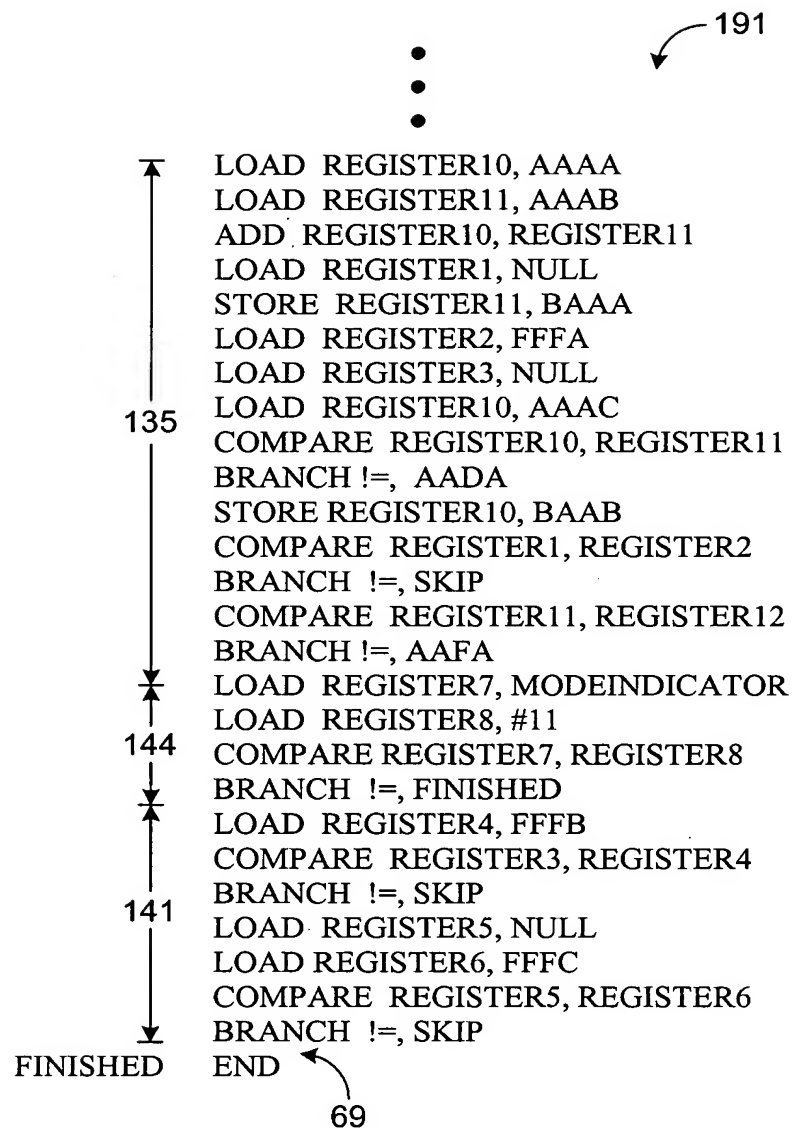 191
LOAD REGISTER10, AAAA
LOAD REGISTER11, AAAB
ADD REGISTER10, REGISTER11
LOAD REGISTER1, NULL
STORE REGISTER11, BAAA
LOAD REGISTER2, FFFA
LOAD REGISTER3, NULL
LOAD REGISTER10, AAAC
135 COMPARE REGISTER10, REGISTER11
BRANCH !=, AADA
STORE REGISTER10, BAAB
COMPARE REGISTER1, REGISTER2
BRANCH !=, SKIP
COMPARE REGISTER11, REGISTER12
BRANCH !=, AAFA
LOAD REGISTER7, MODEINDICATOR
LOAD REGISTER8, #11
144 COMPARE REGISTER7, REGISTER8
BRANCH !=, FINISHED
LOAD REGISTER4, FFFB
COMPARE REGISTER3, REGISTER4
141 BRANCH !=, SKIP
LOAD REGISTER5, NULL
LOAD REGISTER6, FFFC
COMPARE REGISTER5, REGISTER6
BRANCH !=, SKIP
FINISHED END
69